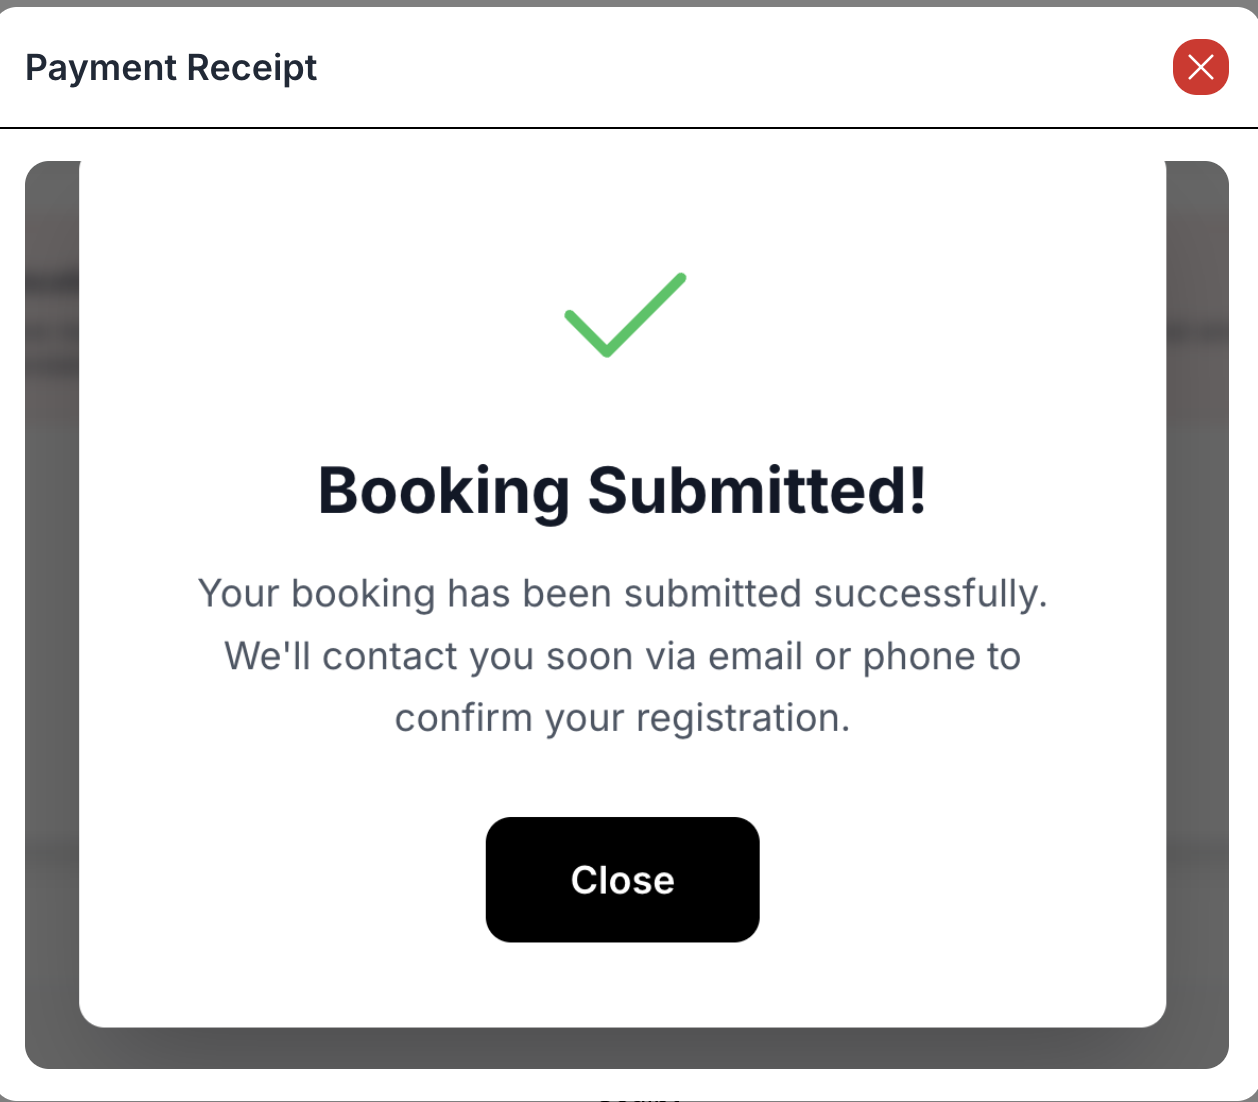 Payment Receipt
Booking Submitted!
Your booking has been submitted successfully.
We'll contact you soon via email or phone to
confirm your registration.
Close